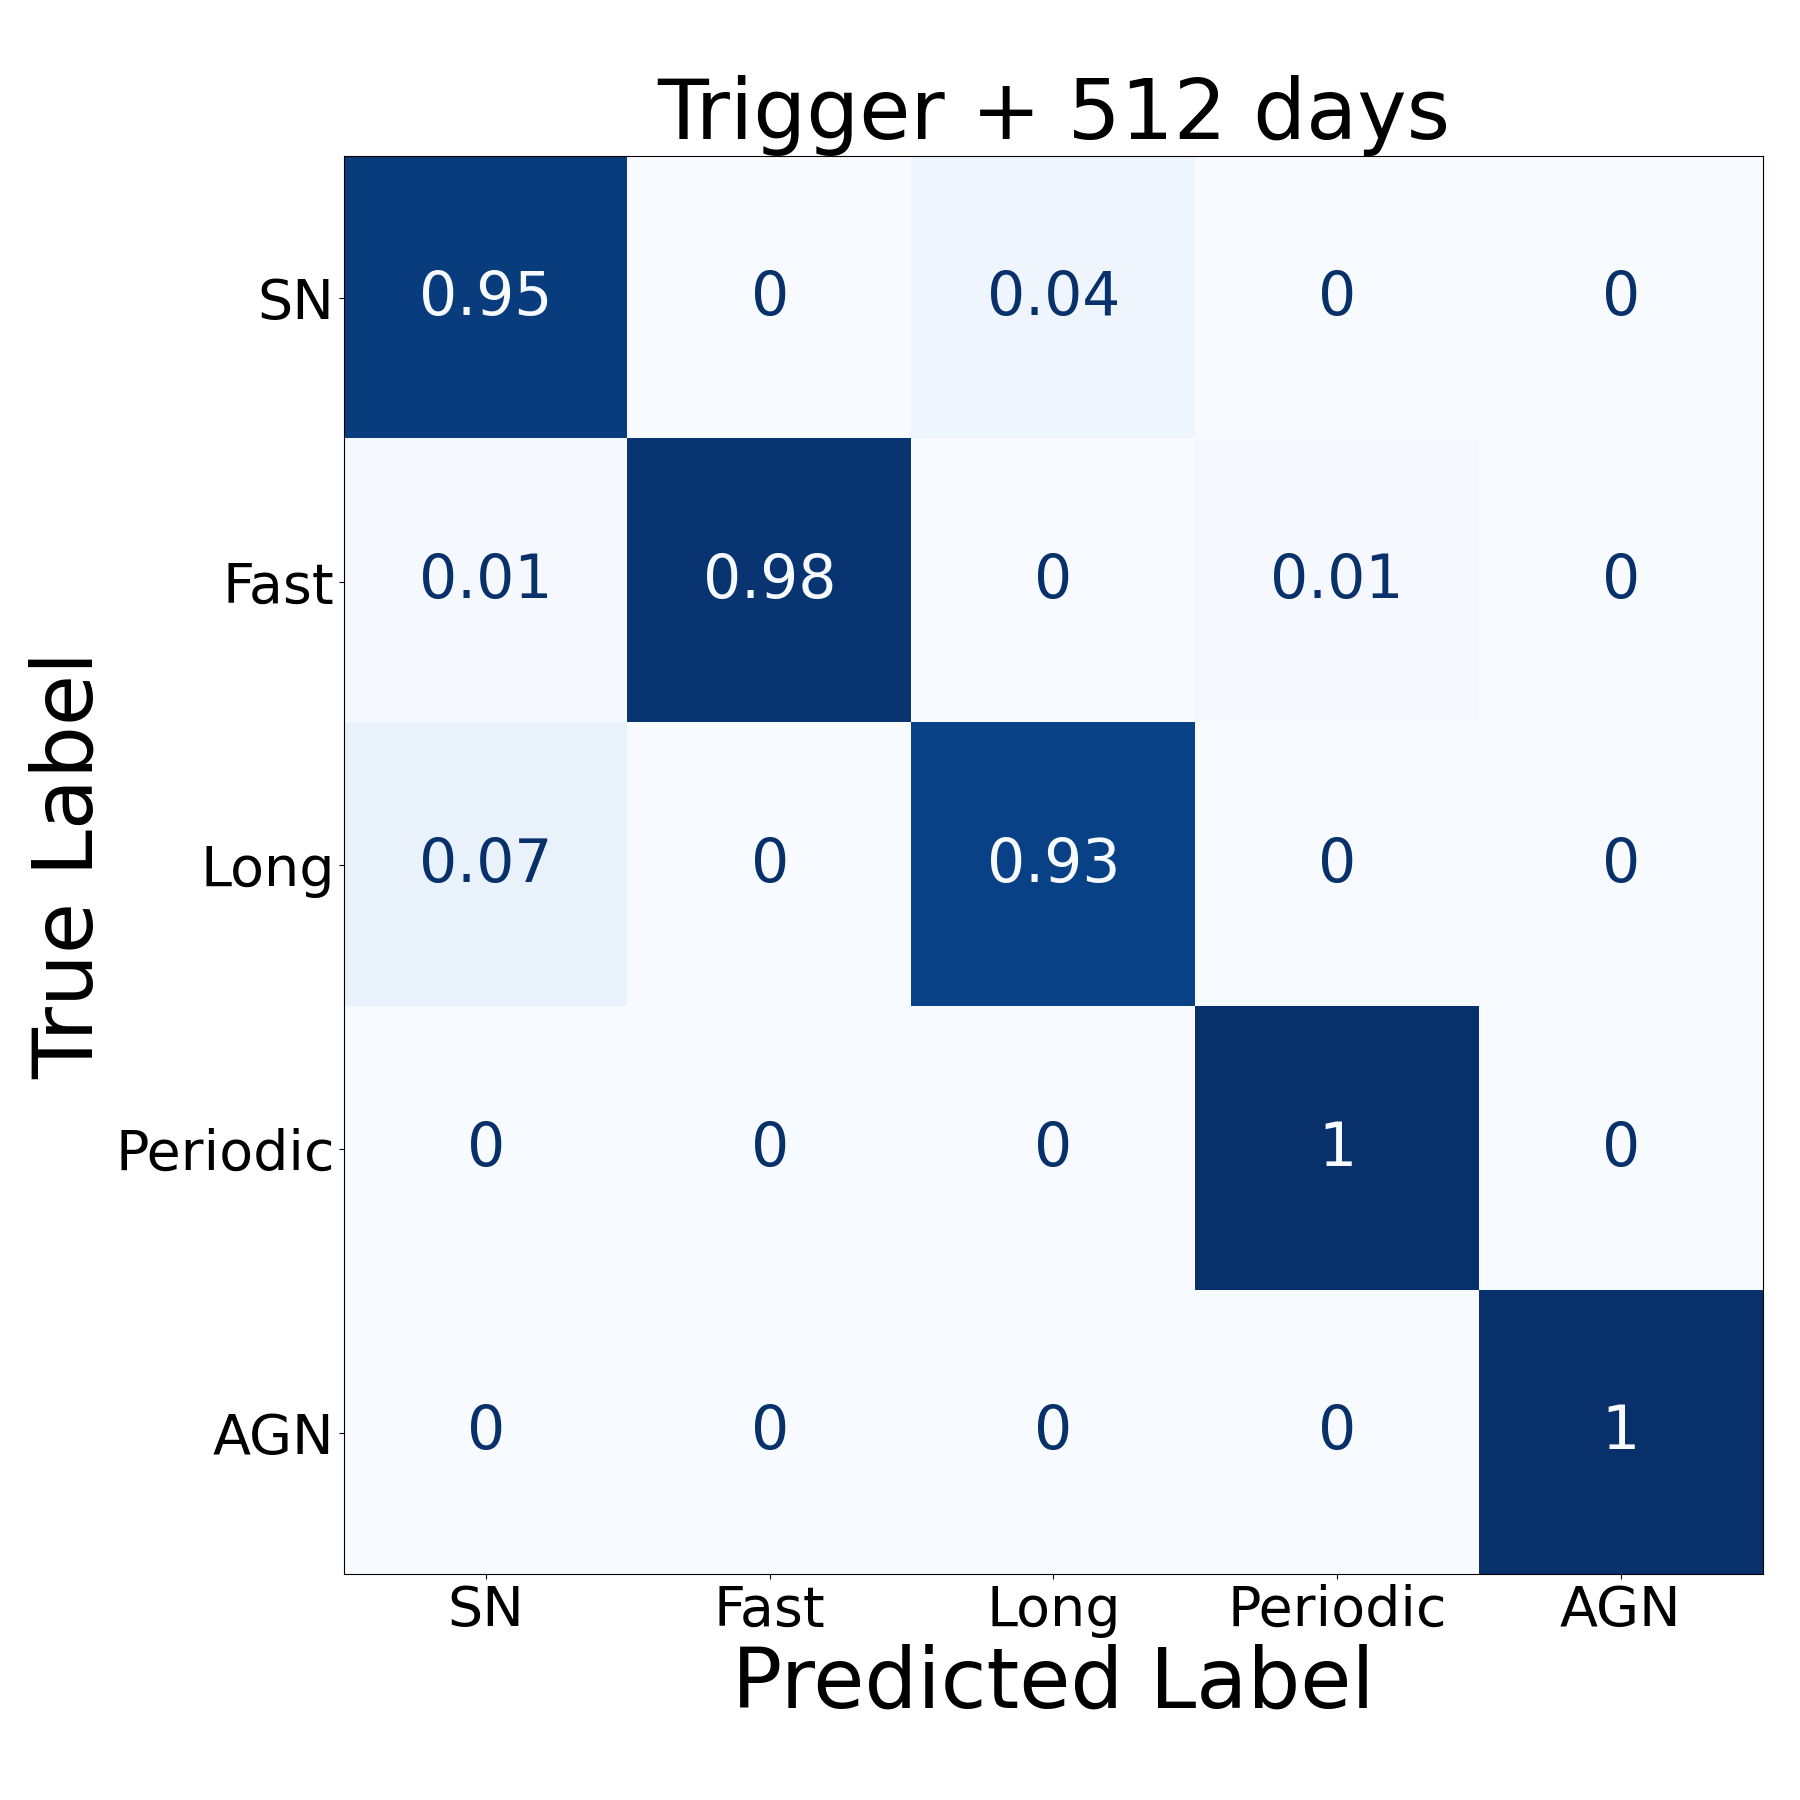 Trigger + 512 days
SN 0.95 0 0.04 0 0
Fast 0.01 0.98 0 0.01 0
Long 0.07 0 0.93 0 0
Periodic 0 0 0 1 0
AGN 0 0 0 0 1
True Label
SN Fast Long Periodic AGN
Predicted Label